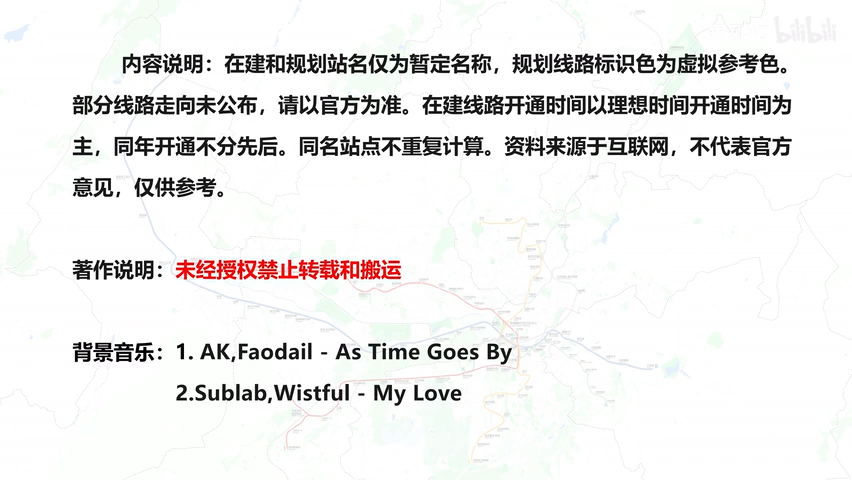 内容说明：在建和规划站名仅为暂定名称，规划线路标识色为虚拟参考色。
部分线路走向未公布，请以官方为准。在建线路开通时间以理想时间开通时间为
主，同年开通不分先后。同名站点不重复计算。资料来源于互联网，不代表官方
意见，仅供参考。
著作说明：未经授权禁止转载和搬运
背景音乐：1. AK,Faodail - As Time Goes By
2.Sublab,Wistful - My Love
bilibili